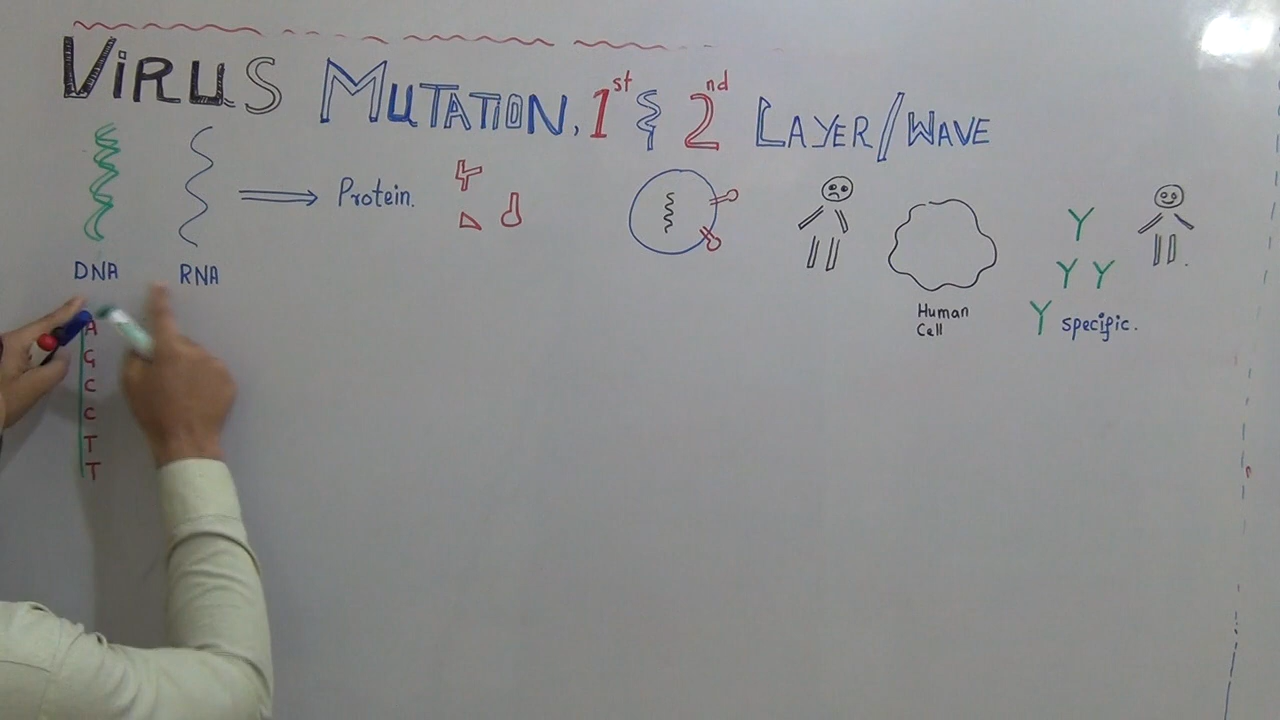 VIRUS MUTATION, 1st & 2nd LAYER/WAVE
Protein.
DNA
RNA
Human
Cell
specific.
A
G
C
C
T
T